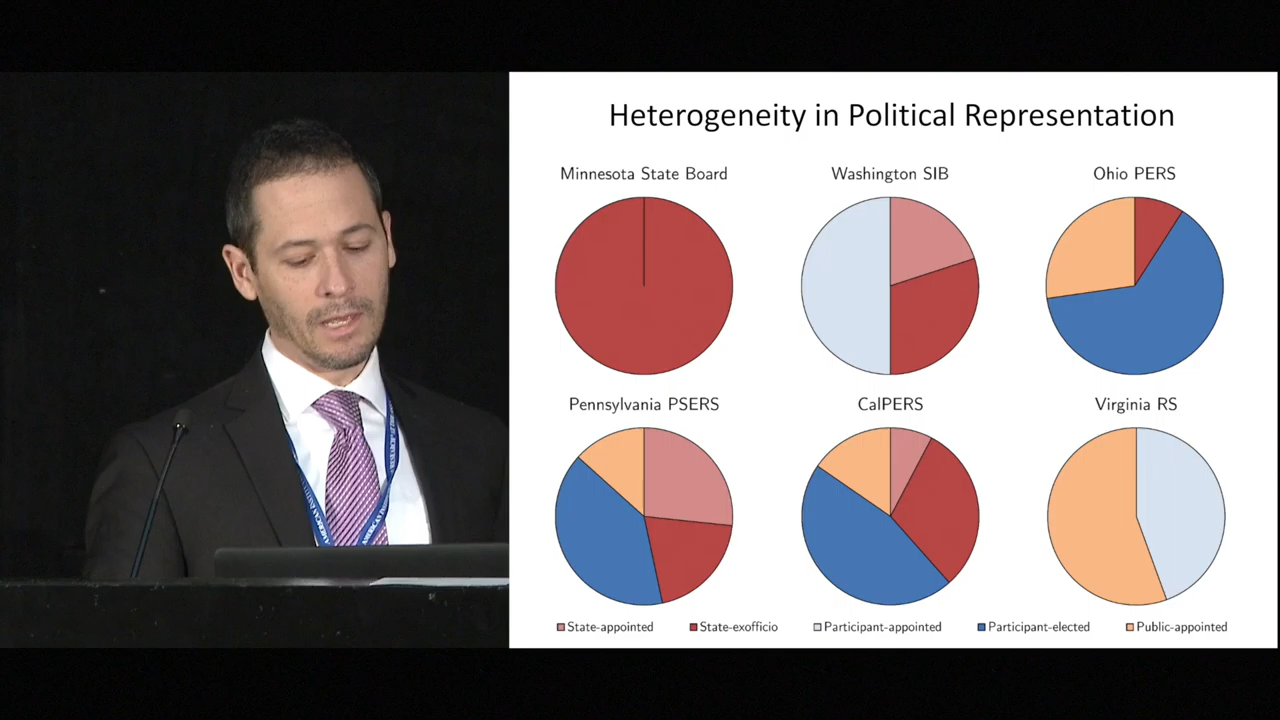 Heterogeneity in Political Representation
Minnesota State Board
Washington SIB
Ohio PERS
Pennsylvania PSERS
CalPERS
Virginia RS
State-appointed
State-exofficio
Participant-appointed
Participant-elected
Public-appointed